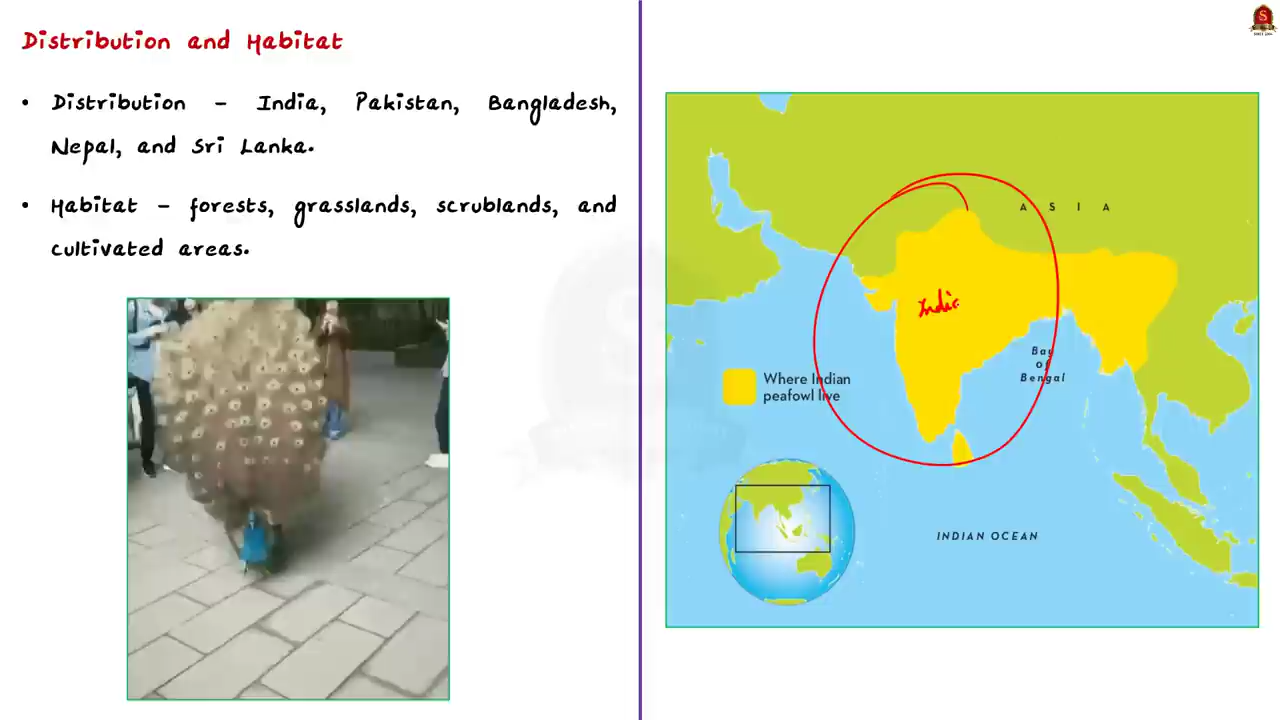 Distribution and Habitat
• Distribution – India, Pakistan, Bangladesh,
Nepal, and Sri Lanka.
• Habitat – forests, grasslands, scrublands, and
cultivated areas.
A S I A
India
Bay
of
Bengal
Where Indian
peafowl live
INDIAN OCEAN